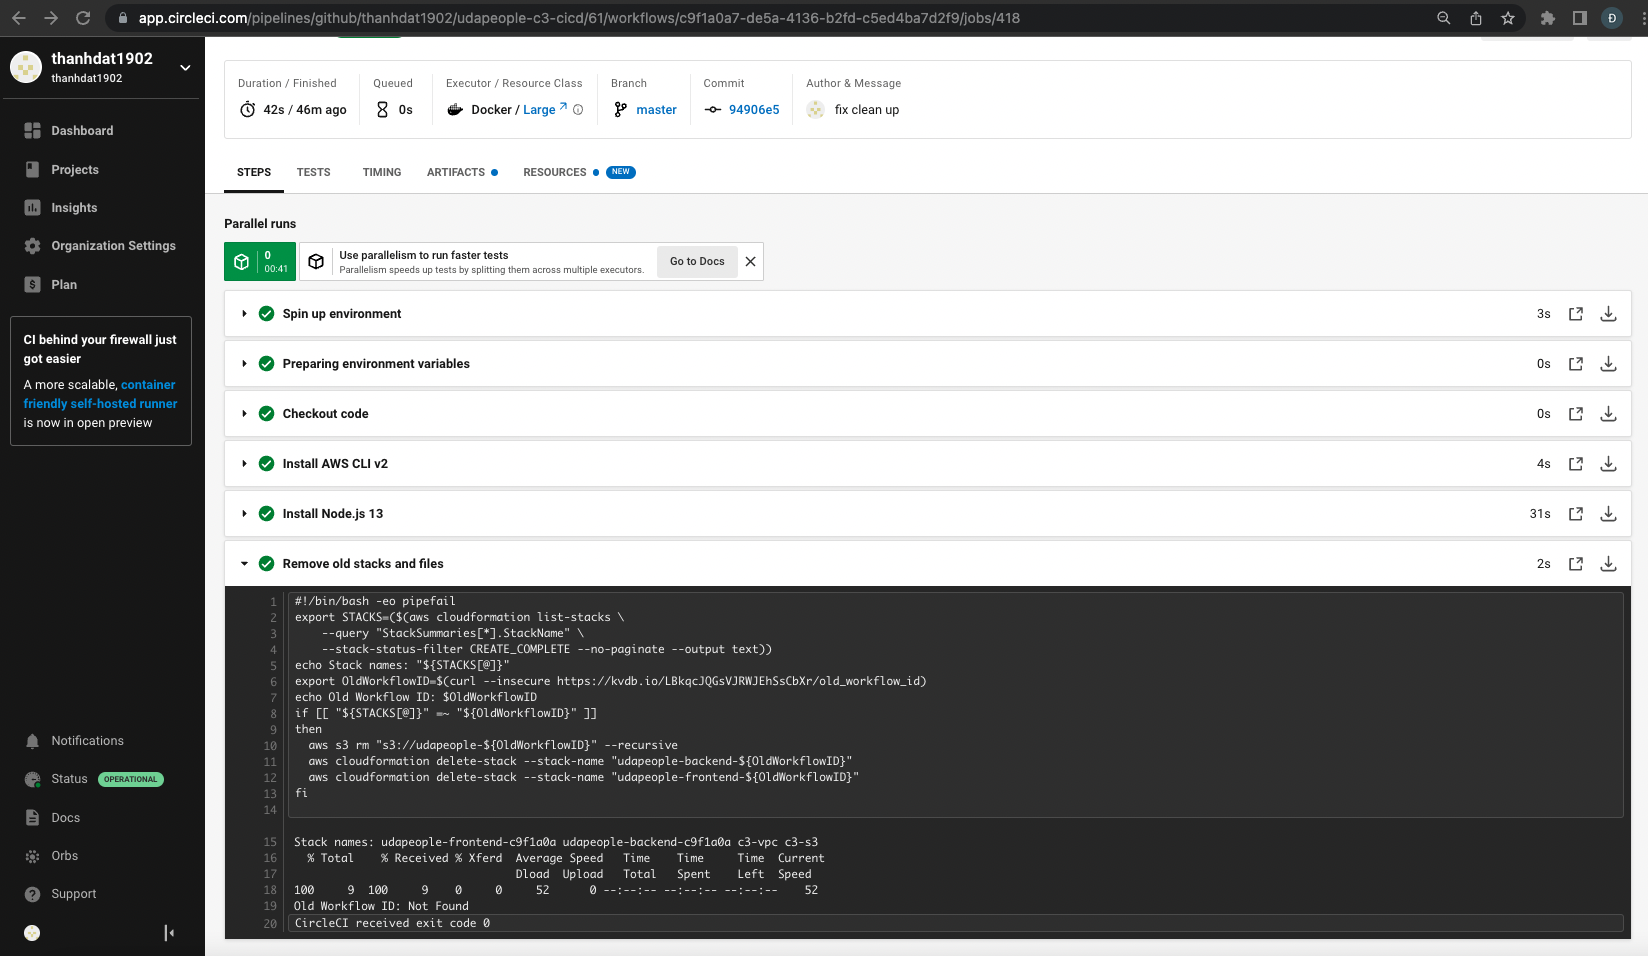 app.circleci.com/pipelines/github/thanhdat1902/udapeople-c3-cicd/61/workflows/c9f1a0a7-de5a-4136-b2fd-c5ed4ba7d2f9/jobs/418
Đ
thanhdat1902
thanhdat1902
Dashboard
Projects
Insights
Organization Settings
Plan
CI behind your firewall just
got easier
A more scalable, container
friendly self-hosted runner
is now in open preview
Notifications
Status OPERATIONAL
Docs
Orbs
Support
Duration / Finished
42s / 46m ago
Queued
0s
Executor / Resource Class
Docker / Large
Branch
master
Commit
94906e5
Author & Message
fix clean up
STEPS TESTS TIMING ARTIFACTS RESOURCES NEW
Parallel runs
0
00:41
Use parallelism to run faster tests
Parallelism speeds up tests by splitting them across multiple executors.
Go to Docs
Spin up environment 3s
Preparing environment variables 0s
Checkout code 0s
Install AWS CLI v2 4s
Install Node.js 13 31s
Remove old stacks and files 2s
1 #!/bin/bash -eo pipefail
2 export STACKS=($(aws cloudformation list-stacks \
3 --query "StackSummaries[*].StackName" \
4 --stack-status-filter CREATE_COMPLETE --no-paginate --output text))
5 echo Stack names: "${STACKS[@]}"
6 export OldWorkflowID=$(curl --insecure https://kvdb.io/LBkqcJQGsVJRWJEhSsCbXr/old_workflow_id)
7 echo Old Workflow ID: $OldWorkflowID
8 if [[ "${STACKS[@]}" =~ "${OldWorkflowID}" ]]
9 then
10 aws s3 rm "s3://udapeople-${OldWorkflowID}" --recursive
11 aws cloudformation delete-stack --stack-name "udapeople-backend-${OldWorkflowID}"
12 aws cloudformation delete-stack --stack-name "udapeople-frontend-${OldWorkflowID}"
13 fi
14
15 Stack names: udapeople-frontend-c9f1a0a udapeople-backend-c9f1a0a c3-vpc c3-s3
16 % Total % Received % Xferd Average Speed Time Time Time Current
17 Dload Upload Total Spent Left Speed
18 100 9 100 9 0 0 52 0 --:--:-- --:--:-- --:--:-- 52
19 Old Workflow ID: Not Found
20 CircleCI received exit code 0